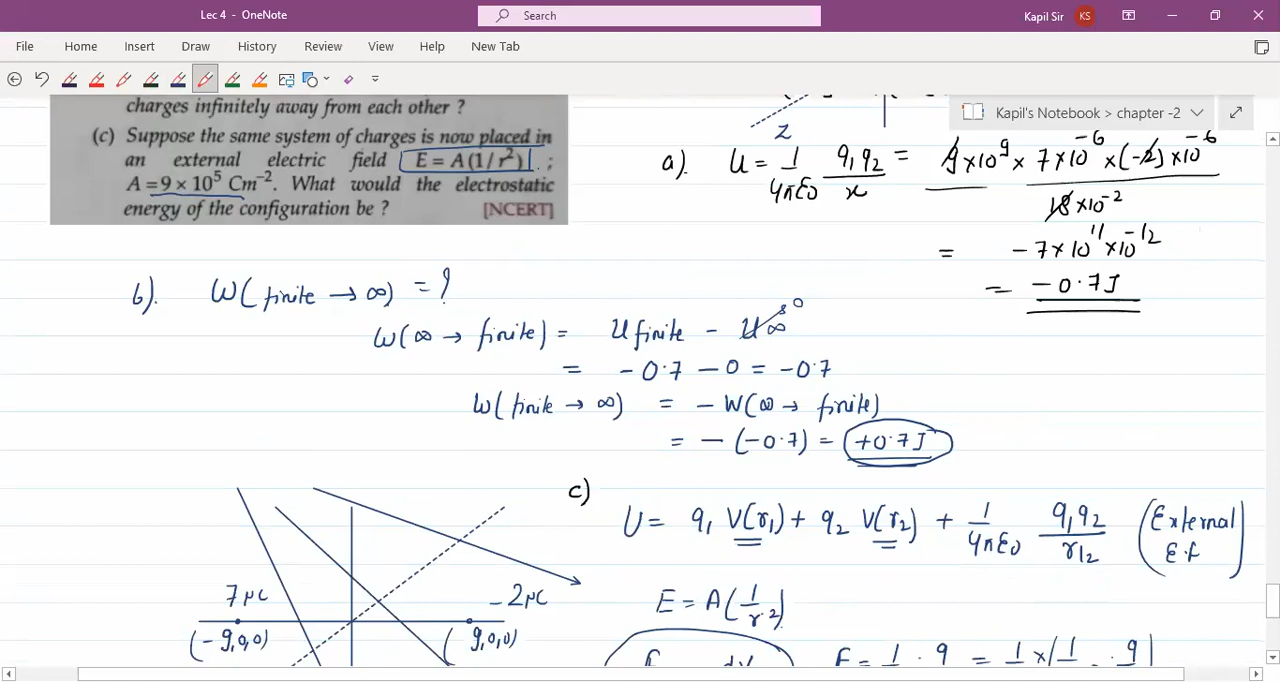 Lec 4 - OneNote
Search
Kapil Sir KS
File Home Insert Draw History Review View Help New Tab
Kapil's Notebook > chapter -2
charges infinitely away from each other ?
(c) Suppose the same system of charges is now placed in
an external electric field E = A(1/r²) ;
A = 9 × 10⁵ Cm⁻². What would the electrostatic
energy of the configuration be ? [NCERT]
z
a). U = 1/4πε0 q1q2/x = 9×10⁹ × 7×10⁻⁶ ×(-2)×10⁻⁶ / 18×10⁻²
= -7×10¹¹×10⁻¹²
= -0.7J
b). W(finite → ∞) = ?
W(∞ → finite) = Ufinite - U∞ 0
= -0.7 - 0 = -0.7
W(finite → ∞) = - W(∞ → finite)
= - (-0.7) = +0.7J
c)
U = q1 V(r1) + q2 V(r2) + 1/4πε0 q1q2/r12 (External E.f)
7μC -2μC
(-9,0,0) (9,0,0)
E = A(1/r²)